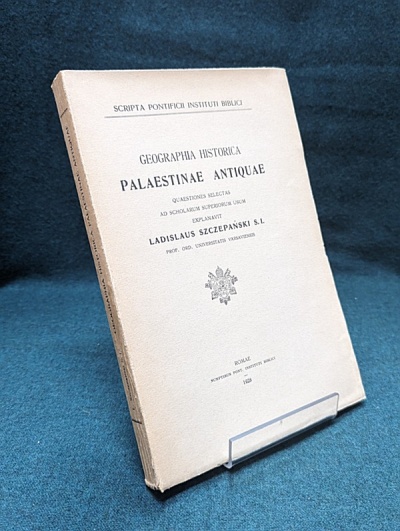 SCRIPTA PONTIFICII INSTITUTI BIBLICI
GEOGRAPHIA HISTORICA
PALAESTINAE ANTIQUAE
QUAESTIONES SELECTAS
AD SCHOLARUM SUPERIORUM USUM
EXPLANAVIT
LADISLAUS SZCZEPAŃSKI S. I.
PROF. ORD. UNIVERSITATIS VARSAVIENSIS
ROMAE
SUMPTIBUS PONT. INSTITUTI BIBLICI